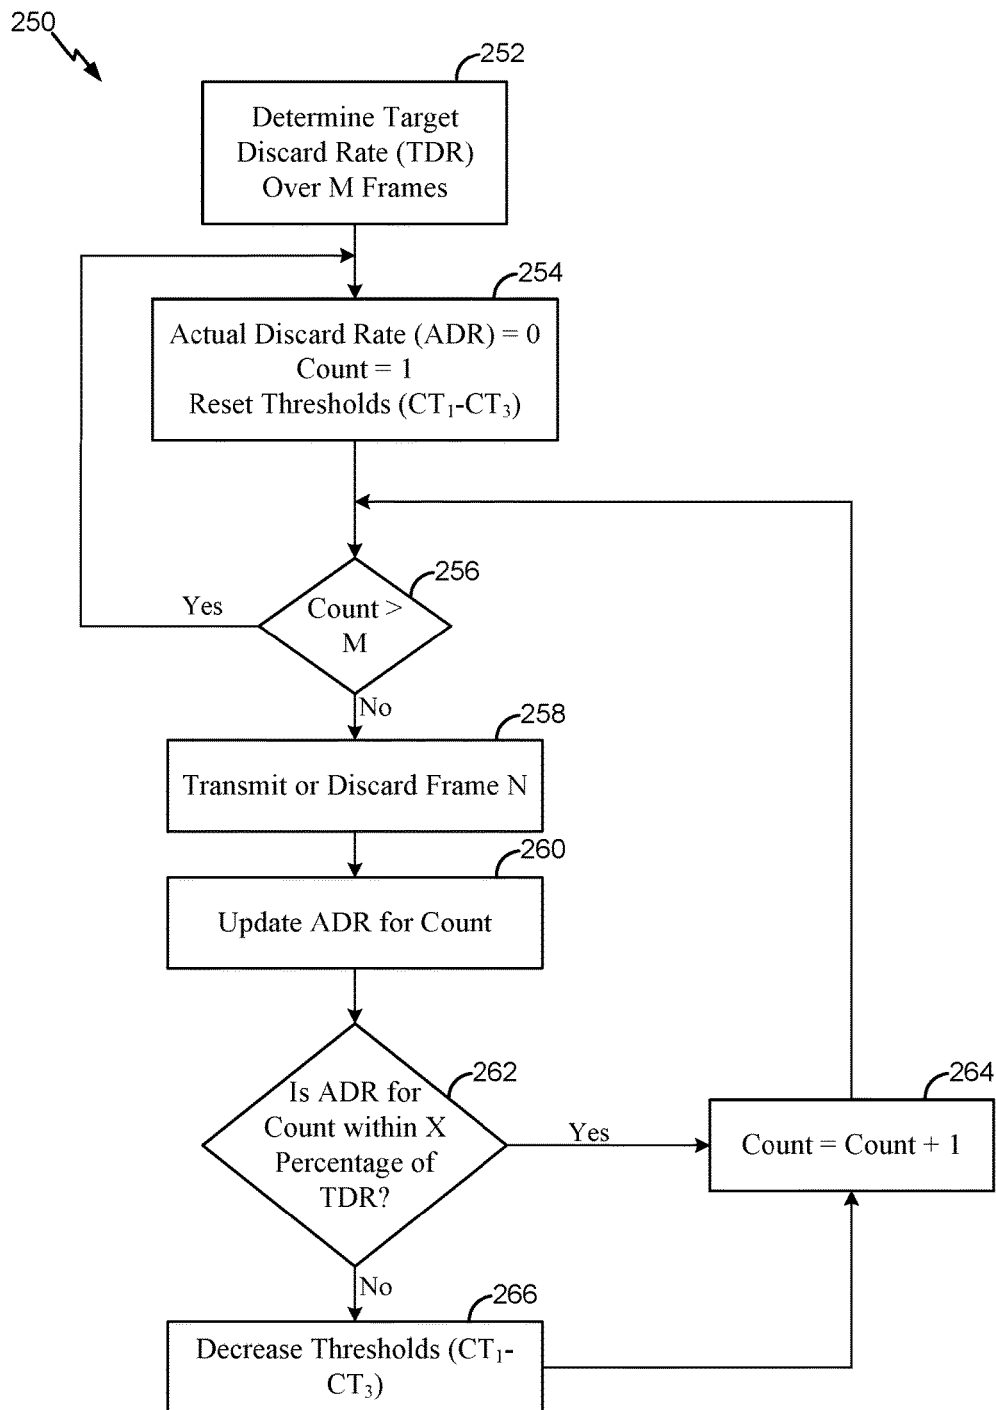 250
252
Determine Target
Discard Rate (TDR)
Over M Frames
254
Actual Discard Rate (ADR) = 0
Count = 1
Reset Thresholds (CT₁-CT₃)
256
Count >
M
Yes
No
258
Transmit or Discard Frame N
260
Update ADR for Count
262
Is ADR for
Count within X
Percentage of
TDR?
Yes
264
Count = Count + 1
No
266
Decrease Thresholds (CT₁-
CT₃)